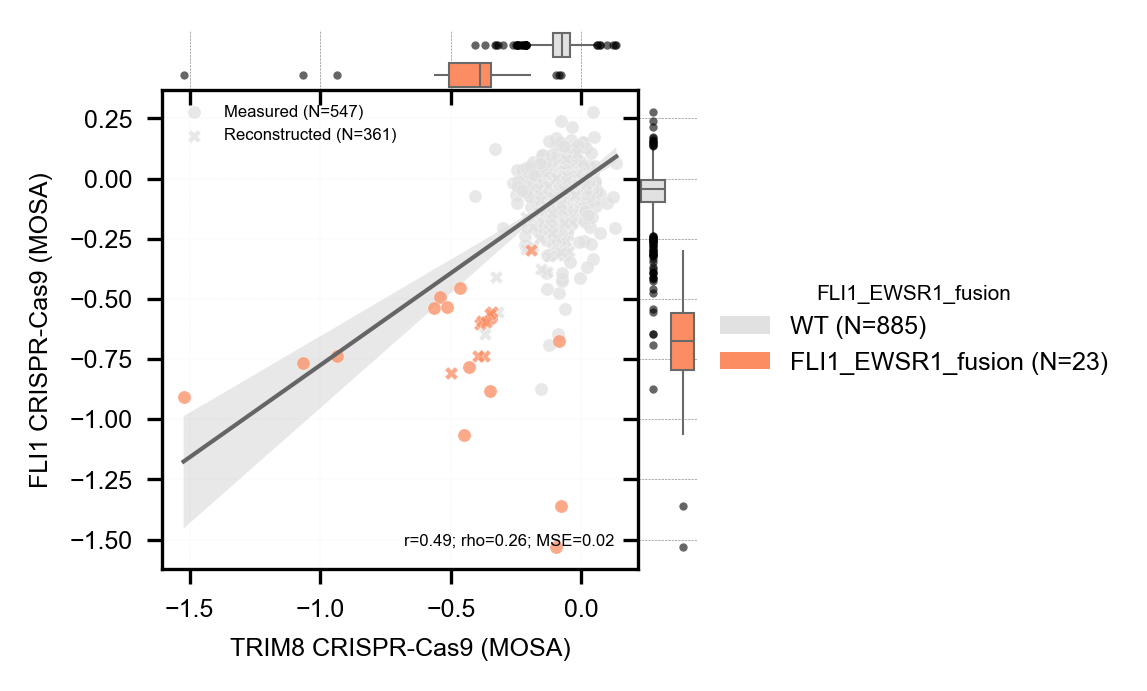 Measured (N=547)
Reconstructed (N=361)
0.25
0.00
−0.25
−0.50
−0.75
−1.00
−1.25
−1.50
FLI1 CRISPR-Cas9 (MOSA)
r=0.49; rho=0.26; MSE=0.02
−1.5
−1.0
−0.5
0.0
TRIM8 CRISPR-Cas9 (MOSA)
FLI1_EWSR1_fusion
WT (N=885)
FLI1_EWSR1_fusion (N=23)